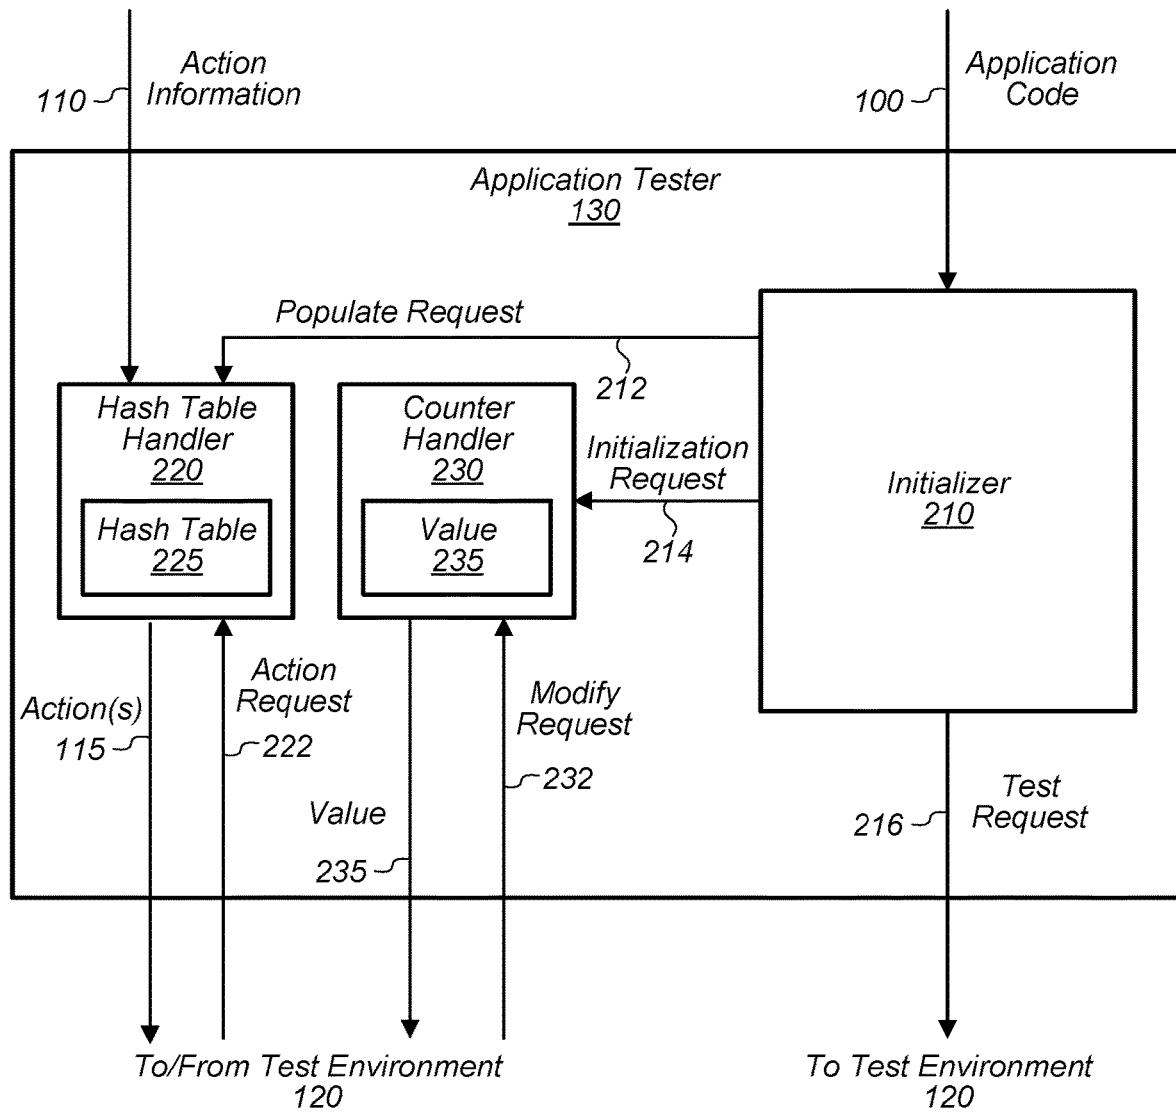 Action
Information
110
Application
Code
100
Application Tester
130
Populate Request
212
Hash Table
Handler
220
Hash Table
225
Counter
Handler
230
Value
235
Initialization
Request
214
Initializer
210
Action(s)
115
Action
Request
222
Value
235
Modify
Request
232
Test
Request
216
To/From Test Environment
120
To Test Environment
120